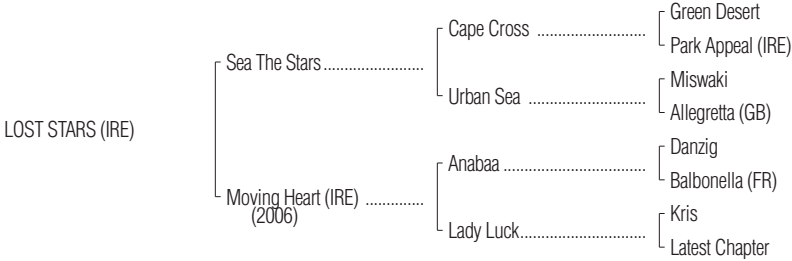 Green Desert
Cape Cross
Park Appeal (IRE)
Sea The Stars
Miswaki
Urban Sea
Allegretta (GB)
LOST STARS (IRE)
Danzig
Anabaa
Balbonella (FR)
Moving Heart (IRE)
(2006)
Kris
Lady Luck
Latest Chapter